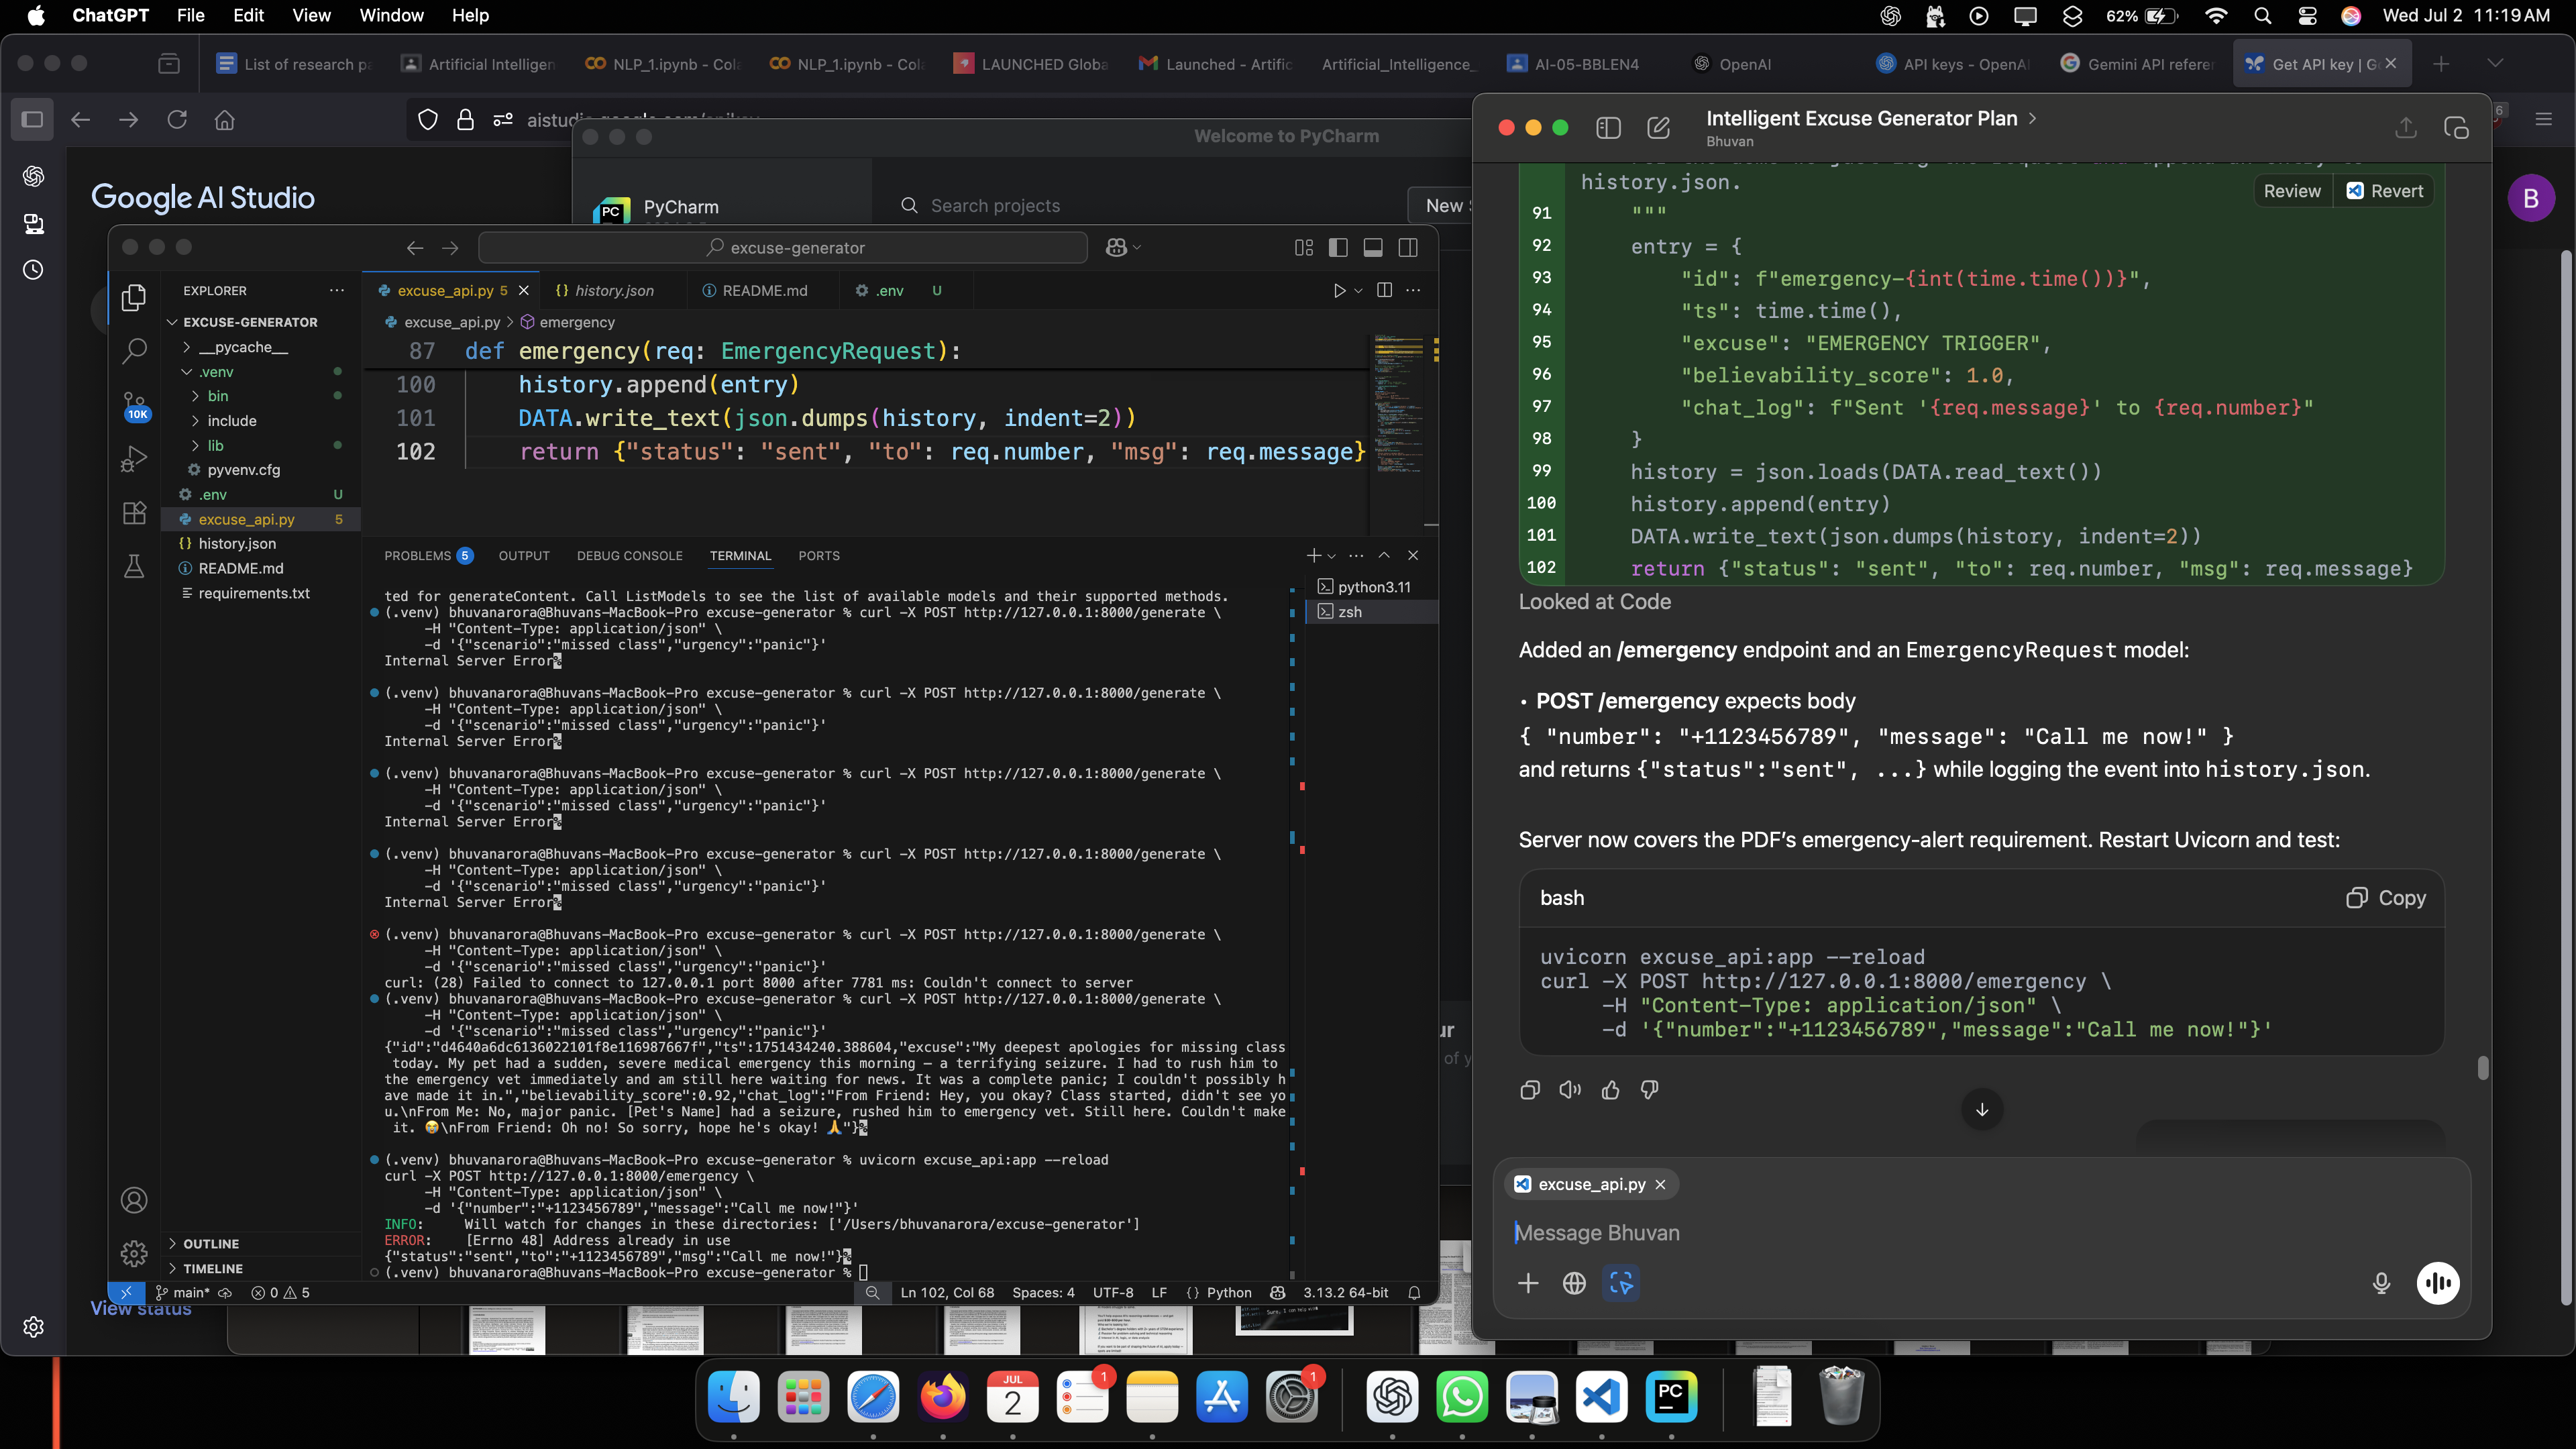 ChatGPT File Edit View Window Help
62% Wed Jul 2 11:19 AM
List of research pa
Artificial Intelligen
NLP_1.ipynb - Cola
NLP_1.ipynb - Cola
LAUNCHED Globa
Launched - Artific
Artificial_Intelligence_
AI-05-BBLEN4
OpenAI
API keys - OpenAI
Gemini API referen
Get API key | G
Google AI Studio
View status
B
6
Welcome to PyCharm
PC PyCharm
Search projects
New
excuse-generator
EXPLORER
EXCUSE-GENERATOR
__pycache__
.venv
bin
include
lib
pyvenv.cfg
.env U
excuse_api.py 5
history.json
README.md
requirements.txt
OUTLINE
TIMELINE
10K
excuse_api.py 5
{} history.json
README.md
.env U
excuse_api.py > emergency
87 def emergency(req: EmergencyRequest):
100 history.append(entry)
101 DATA.write_text(json.dumps(history, indent=2))
102 return {"status": "sent", "to": req.number, "msg": req.message}
PROBLEMS 5 OUTPUT DEBUG CONSOLE TERMINAL PORTS
python3.11
zsh
ted for generateContent. Call ListModels to see the list of available models and their supported methods.
(.venv) bhuvanarora@Bhuvans-MacBook-Pro excuse-generator % curl -X POST http://127.0.0.1:8000/generate \
-H "Content-Type: application/json" \
-d '{"scenario":"missed class","urgency":"panic"}'
Internal Server Error%
(.venv) bhuvanarora@Bhuvans-MacBook-Pro excuse-generator % curl -X POST http://127.0.0.1:8000/generate \
-H "Content-Type: application/json" \
-d '{"scenario":"missed class","urgency":"panic"}'
Internal Server Error%
(.venv) bhuvanarora@Bhuvans-MacBook-Pro excuse-generator % curl -X POST http://127.0.0.1:8000/generate \
-H "Content-Type: application/json" \
-d '{"scenario":"missed class","urgency":"panic"}'
Internal Server Error%
(.venv) bhuvanarora@Bhuvans-MacBook-Pro excuse-generator % curl -X POST http://127.0.0.1:8000/generate \
-H "Content-Type: application/json" \
-d '{"scenario":"missed class","urgency":"panic"}'
Internal Server Error%
(.venv) bhuvanarora@Bhuvans-MacBook-Pro excuse-generator % curl -X POST http://127.0.0.1:8000/generate \
-H "Content-Type: application/json" \
-d '{"scenario":"missed class","urgency":"panic"}'
curl: (28) Failed to connect to 127.0.0.1 port 8000 after 7781 ms: Couldn't connect to server
(.venv) bhuvanarora@Bhuvans-MacBook-Pro excuse-generator % curl -X POST http://127.0.0.1:8000/generate \
-H "Content-Type: application/json" \
-d '{"scenario":"missed class","urgency":"panic"}'
{"id":"d4640a6dc6136022101f8e116987667f","ts":1751434240.388604,"excuse":"My deepest apologies for missing class
today. My pet had a sudden, severe medical emergency this morning – a terrifying seizure. I had to rush him to
the emergency vet immediately and am still here waiting for news. It was a complete panic; I couldn't possibly h
ave made it in.","believability_score":0.92,"chat_log":"From Friend: Hey, you okay? Class started, didn't see yo
u.\nFrom Me: No, major panic. [Pet's Name] had a seizure, rushed him to emergency vet. Still here. Couldn't make
it. 😭\nFrom Friend: Oh no! So sorry, hope he's okay! 🙏"}%
(.venv) bhuvanarora@Bhuvans-MacBook-Pro excuse-generator % uvicorn excuse_api:app --reload
curl -X POST http://127.0.0.1:8000/emergency \
-H "Content-Type: application/json" \
-d '{"number":"+1123456789","message":"Call me now!"}'
INFO: Will watch for changes in these directories: ['/Users/bhuvanarora/excuse-generator']
ERROR: [Errno 48] Address already in use
{"status":"sent","to":"+1123456789","msg":"Call me now!"}%
(.venv) bhuvanarora@Bhuvans-MacBook-Pro excuse-generator %
main* 0 5
Ln 102, Col 68 Spaces: 4 UTF-8 LF {} Python 3.13.2 64-bit
Intelligent Excuse Generator Plan >
Bhuvan
history.json.
Review Revert
91 """
92 entry = {
93 "id": f"emergency-{int(time.time())}",
94 "ts": time.time(),
95 "excuse": "EMERGENCY TRIGGER",
96 "believability_score": 1.0,
97 "chat_log": f"Sent '{req.message}' to {req.number}"
98 }
99 history = json.loads(DATA.read_text())
100 history.append(entry)
101 DATA.write_text(json.dumps(history, indent=2))
102 return {"status": "sent", "to": req.number, "msg": req.message}
Looked at Code
Added an /emergency endpoint and an EmergencyRequest model:
• POST /emergency expects body
{ "number": "+1123456789", "message": "Call me now!" }
and returns {"status":"sent", ...} while logging the event into history.json.
Server now covers the PDF’s emergency-alert requirement. Restart Uvicorn and test:
bash Copy
uvicorn excuse_api:app --reload
curl -X POST http://127.0.0.1:8000/emergency \
-H "Content-Type: application/json" \
-d '{"number":"+1123456789","message":"Call me now!"}'
ur
of y
excuse_api.py
Message Bhuvan
JUL
2
1
1
PC